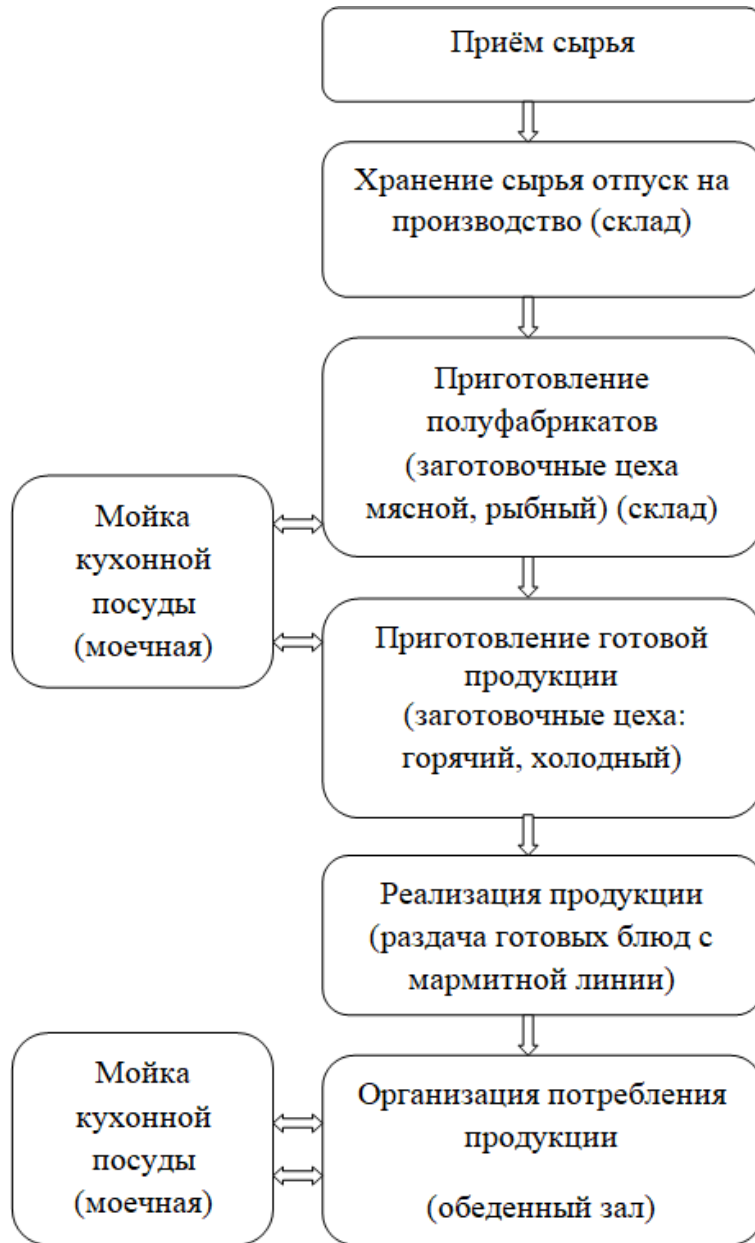 Приём сырья
Хранение сырья отпуск на
производство (склад)
Приготовление
полуфабрикатов
(заготовочные цеха
мясной, рыбный) (склад)
Мойка
кухонной
посуды
(моечная)
Приготовление готовой
продукции
(заготовочные цеха:
горячий, холодный)
Реализация продукции
(раздача готовых блюд с
мармитной линии)
Мойка
кухонной
посуды
(моечная)
Организация потребления
продукции
(обеденный зал)